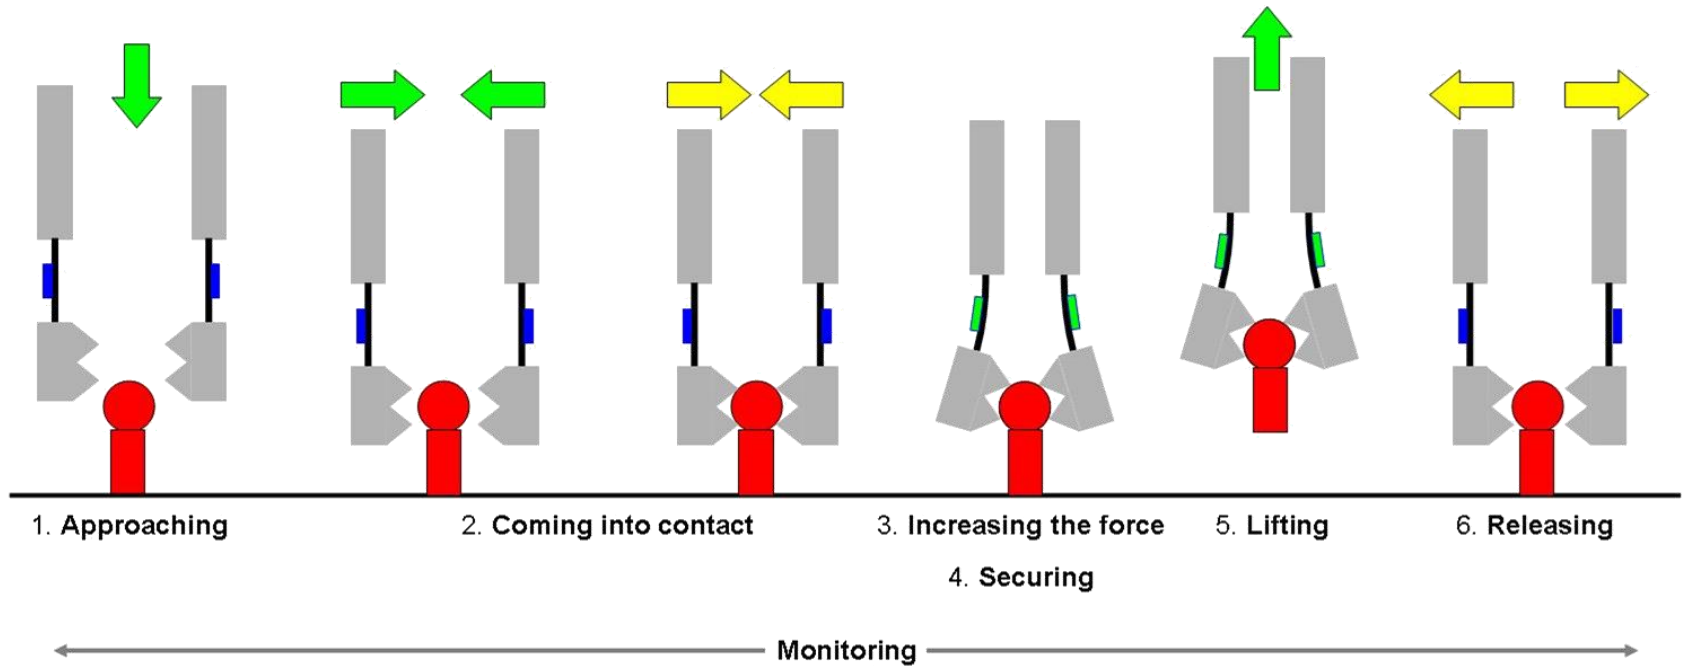 1. Approaching
2. Coming into contact
3. Increasing the force
5. Lifting
6. Releasing
4. Securing
Monitoring